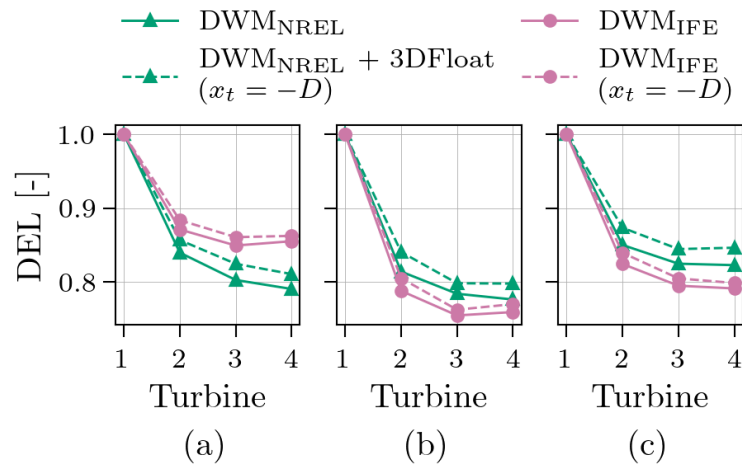 DWM_NREL
DWM_NREL + 3DFloat
(x_t = −D)
DWM_IFE
DWM_IFE
(x_t = −D)
DEL [-]
1.0
0.9
0.8
1 2 3 4
1 2 3 4
1 2 3 4
Turbine
Turbine
Turbine
(a)
(b)
(c)